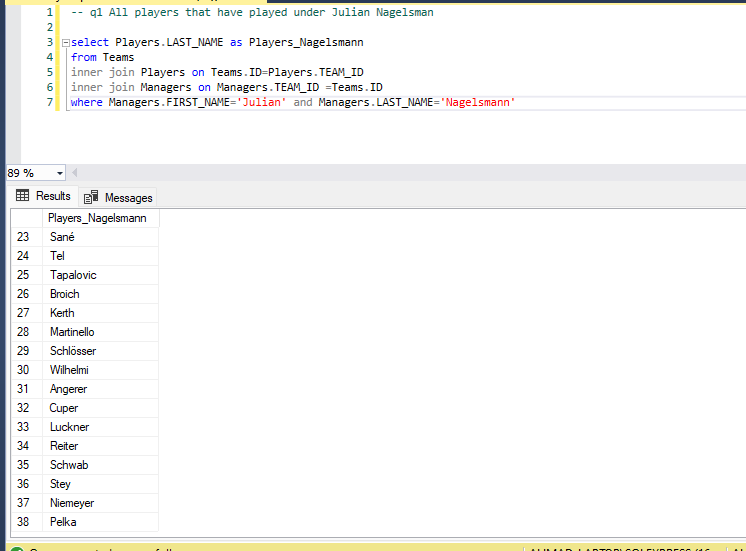 1 -- q1 All players that have played under Julian Nagelsman
2
3 select Players.LAST_NAME as Players_Nagelsmann
4 from Teams
5 inner join Players on Teams.ID=Players.TEAM_ID
6 inner join Managers on Managers.TEAM_ID =Teams.ID
7 where Managers.FIRST_NAME='Julian' and Managers.LAST_NAME='Nagelsmann'
89 %
Results Messages
Players_Nagelsmann
23 Sané
24 Tel
25 Tapalovic
26 Broich
27 Kerth
28 Martinello
29 Schlösser
30 Wilhelmi
31 Angerer
32 Cuper
33 Luckner
34 Reiter
35 Schwab
36 Stey
37 Niemeyer
38 Pelka